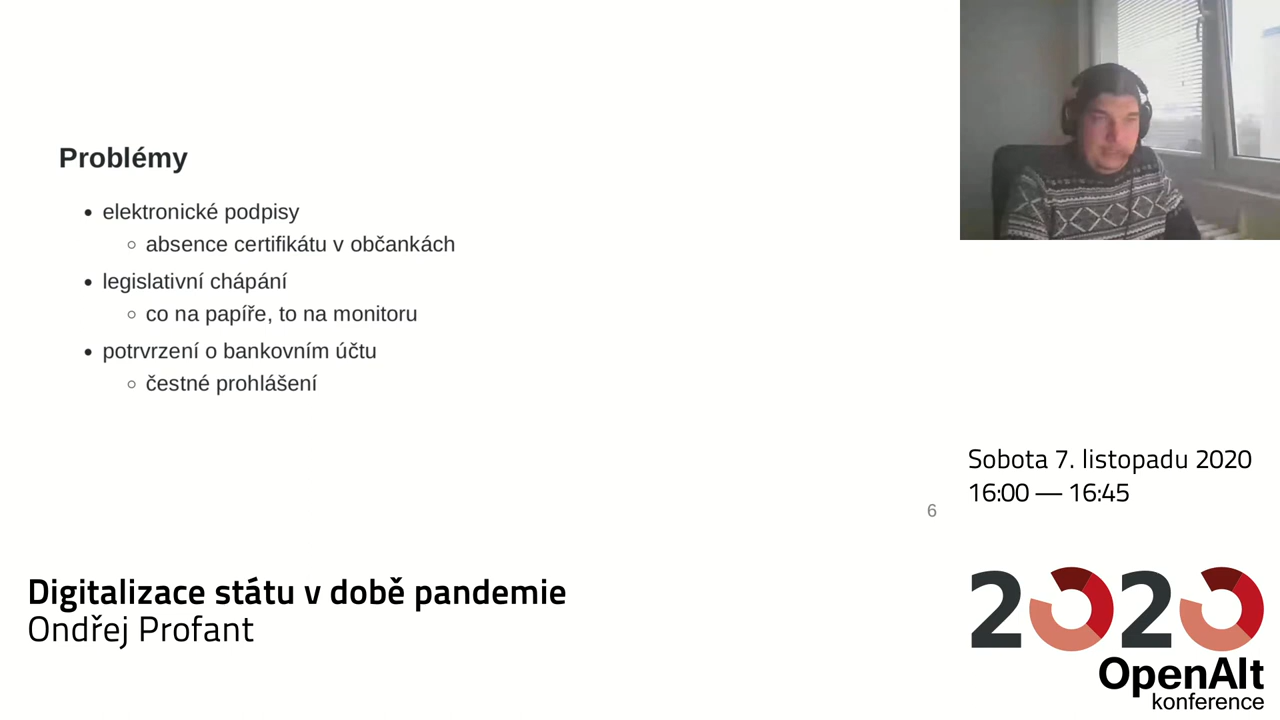 Problémy
elektronické podpisy
absence certifikátu v občankách
legislativní chápání
co na papíře, to na monitoru
potrvrzení o bankovním účtu
čestné prohlášení
6
Sobota 7. listopadu 2020
16:00 — 16:45
Digitalizace státu v době pandemie
Ondřej Profant
2020
OpenAlt
konference